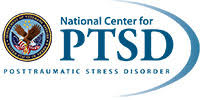 National Center for
PTSD
POSTTRAUMATIC STRESS DISORDER